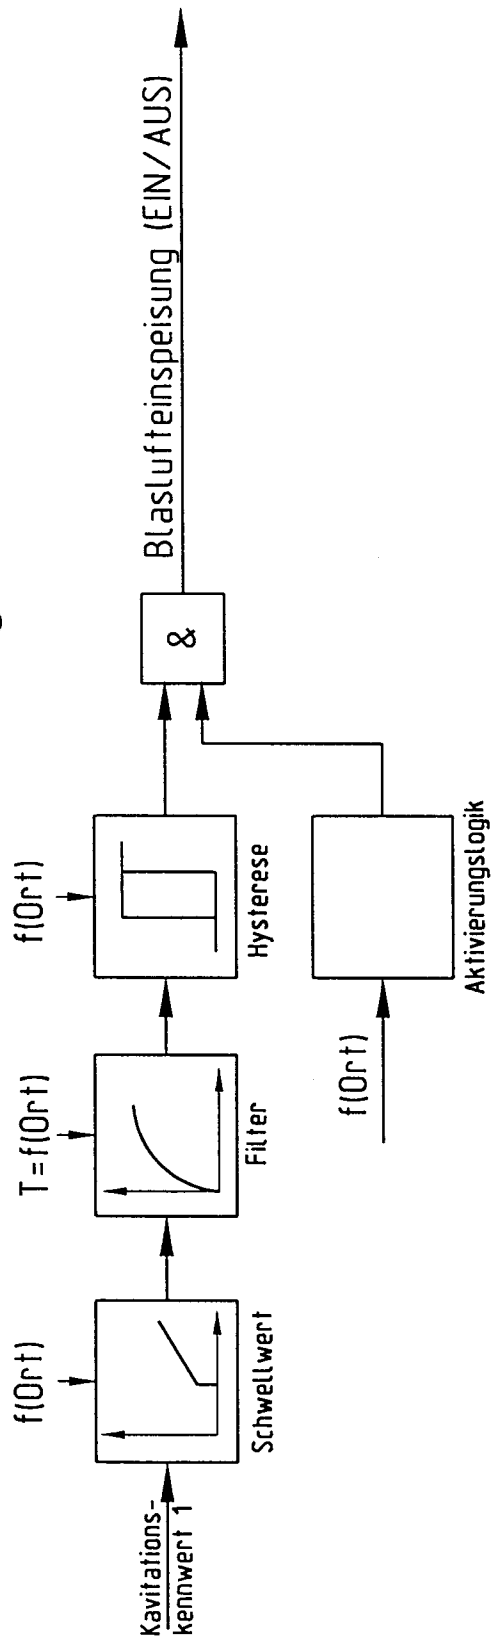 Kavitations-
kennwert 1
f(Ort)
Schwellwert
T=f(Ort)
Filter
f(Ort)
Hysterese
f(Ort)
Aktivierungslogik
&
Blaslufteinspeisung (EIN/AUS)